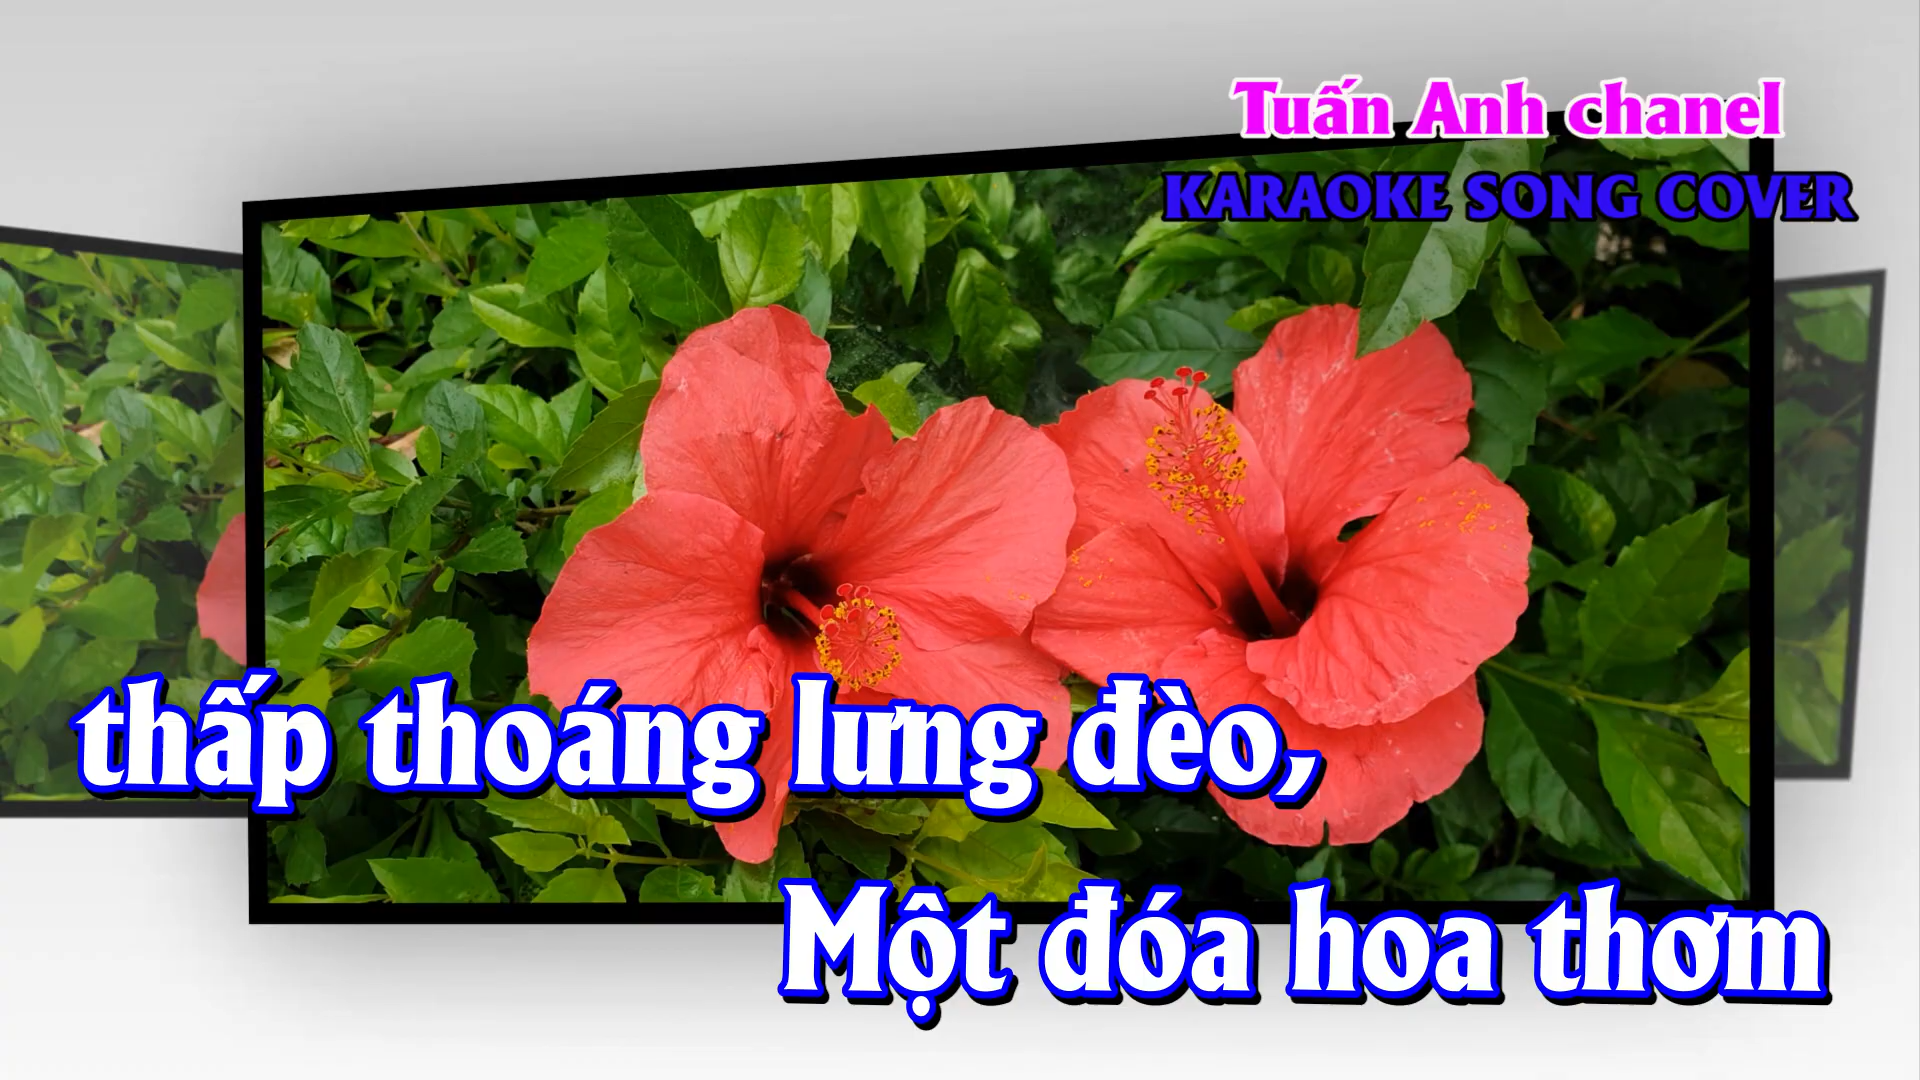 Tuấn Anh chanel
KARAOKE SONG COVER
thấp thoáng lưng đèo,
Một đóa hoa thơm